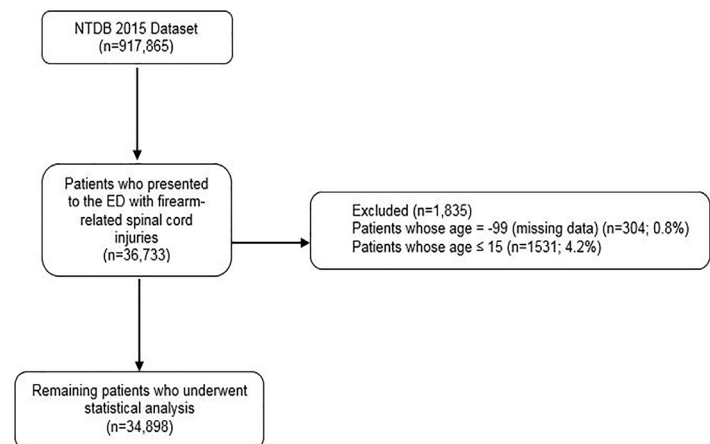 NTDB 2015 Dataset
(n=917,865)
Patients who presented
to the ED with firearm-
related spinal cord
injuries
(n=36,733)
Excluded (n=1,835)
Patients whose age = -99 (missing data) (n=304; 0.8%)
Patients whose age ≤ 15 (n=1531; 4.2%)
Remaining patients who underwent
statistical analysis
(n=34,898)